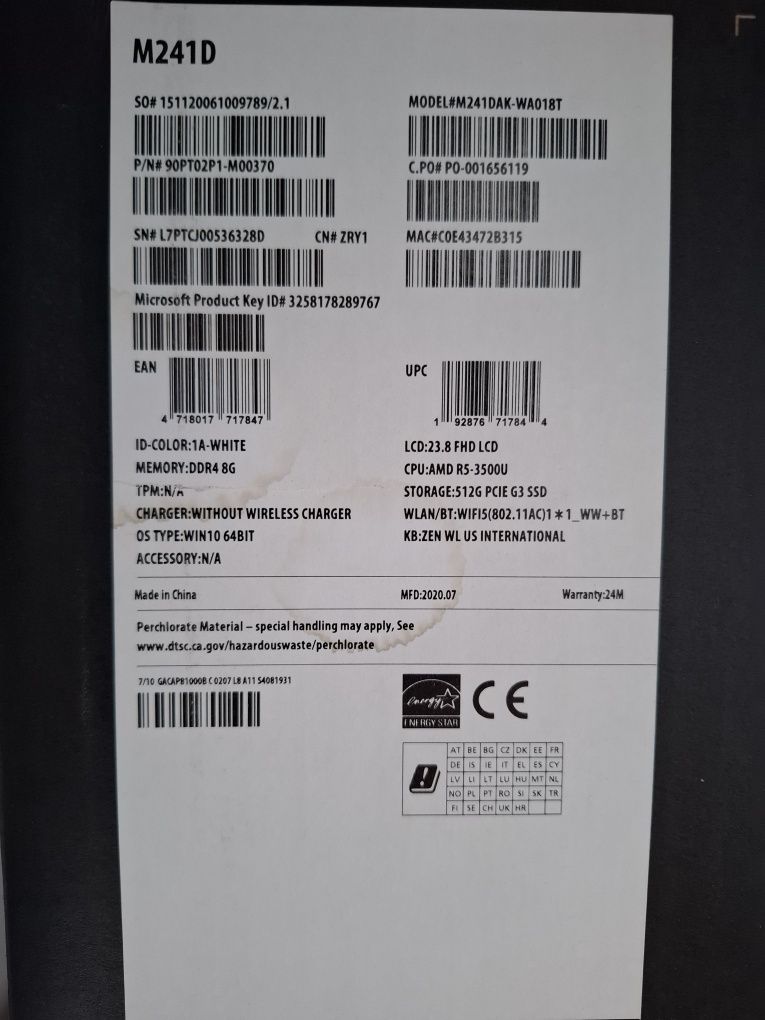 M241D
SO# 151120061009789/2.1
MODEL#M241DAK-WA018T
P/N# 90PT02P1-M00370
C.PO# PO-001656119
SN# L7PTCJ00536328D CN# ZRY1
MAC#C0E43472B315
Microsoft Product Key ID# 3258178289767
EAN
4 718017 717847
UPC
1 92876 71784 4
ID-COLOR:1A-WHITE
LCD:23.8 FHD LCD
MEMORY:DDR4 8G
CPU:AMD R5-3500U
TPM:N/A
STORAGE:512G PCIE G3 SSD
CHARGER:WITHOUT WIRELESS CHARGER
WLAN/BT:WIFI5(802.11AC)1*1_WW+BT
OS TYPE:WIN10 64BIT
KB:ZEN WL US INTERNATIONAL
ACCESSORY:N/A
Made in China MFD:2020.07 Warranty:24M
Perchlorate Material – special handling may apply, See
www.dtsc.ca.gov/hazardouswaste/perchlorate
7/10 GACAP81000B C 0207 L8 A11 S4081931
energy
ENERGY STAR
CE
AT BE BG CZ DK EE FR
DE IS IE IT EL ES CY
LV LI LT LU HU MT NL
NO PL PT RO SI SK TR
FI SE CH UK HR